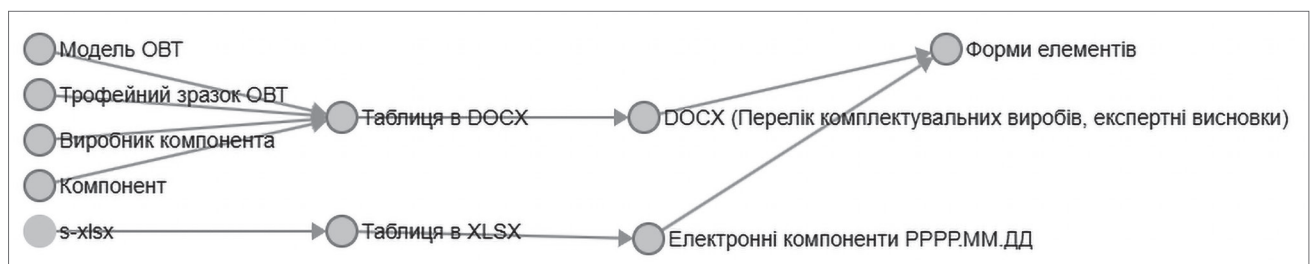 Модель ОВТ
Форми елементів
Трофейний зразок ОВТ
Таблиця в DOCX
DOCX (Перелік комплектувальних виробів, експертні висновки)
Виробник компонента
Компонент
s-xlsx
Таблиця в XLSX
Електронні компоненти РРРР.ММ.ДД